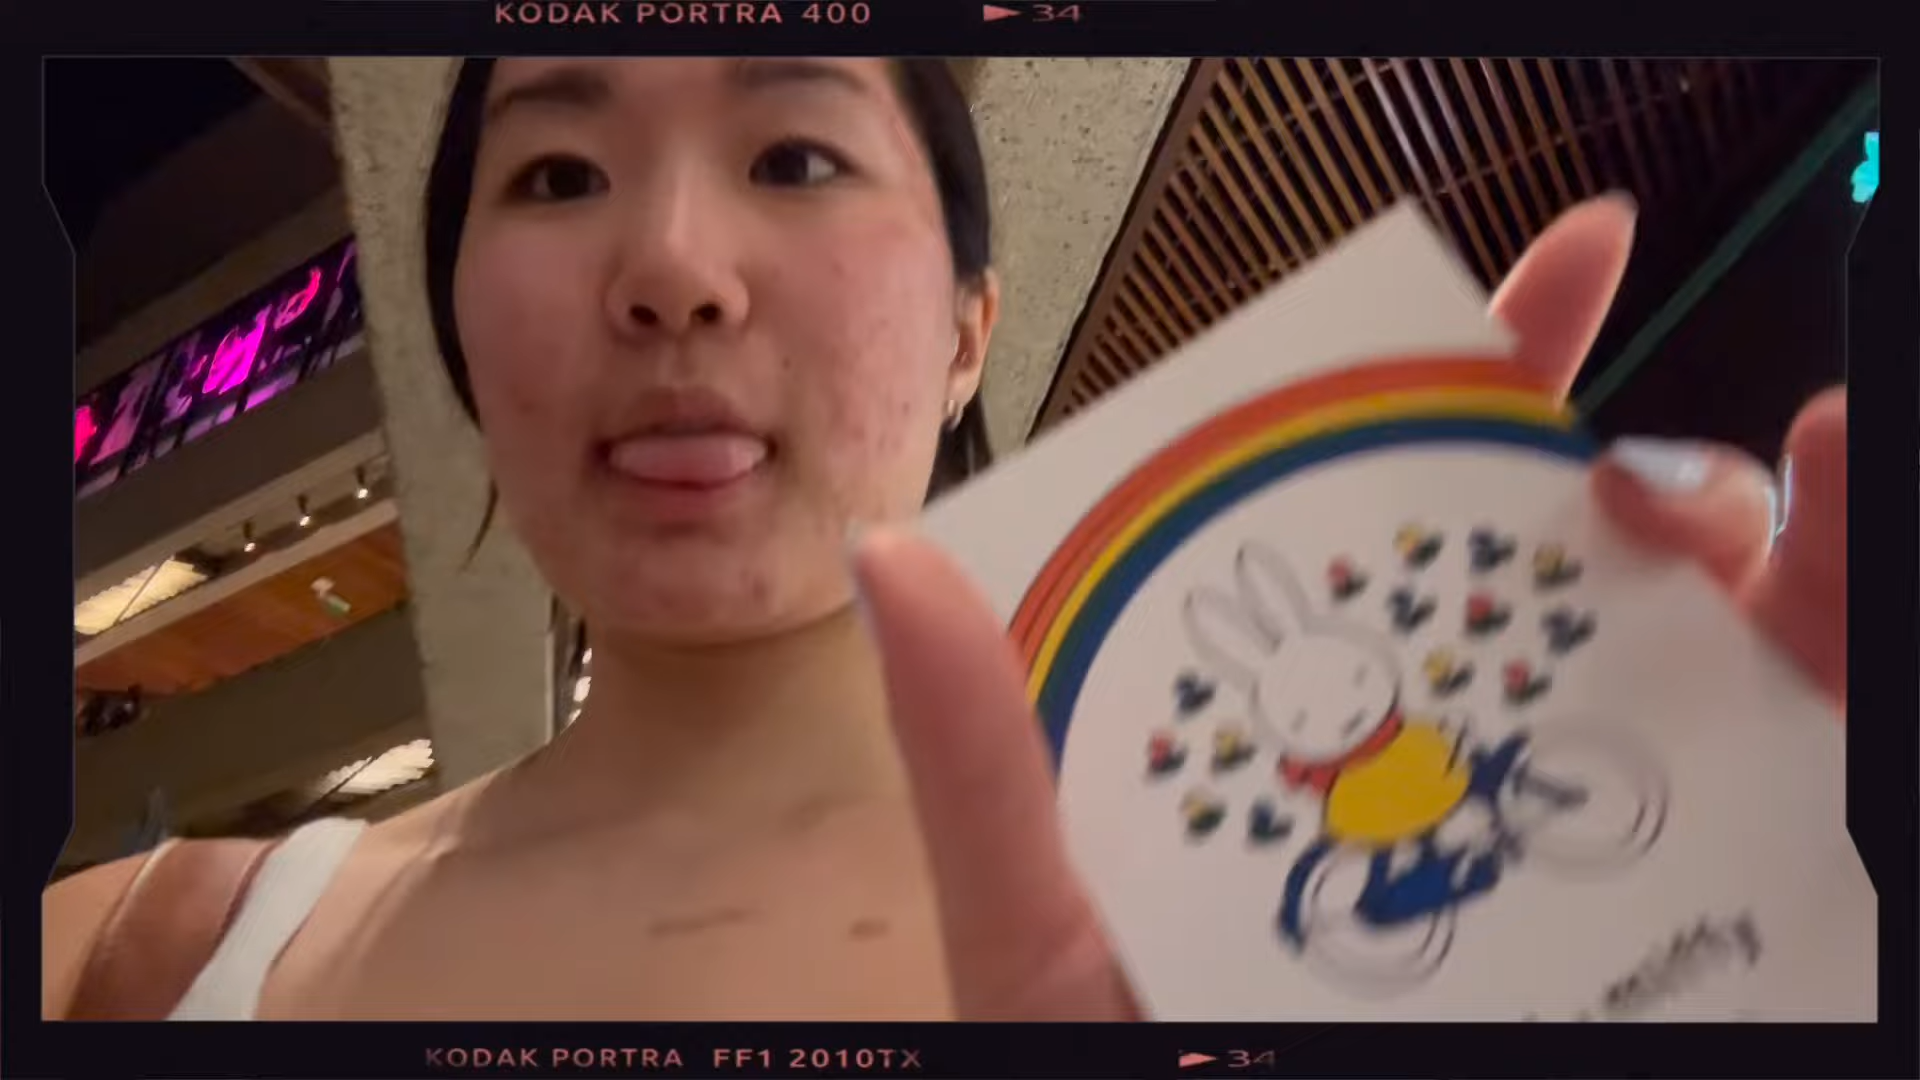 KODAK PORTRA 400 34
KODAK PORTRA FF1 2010TX 34